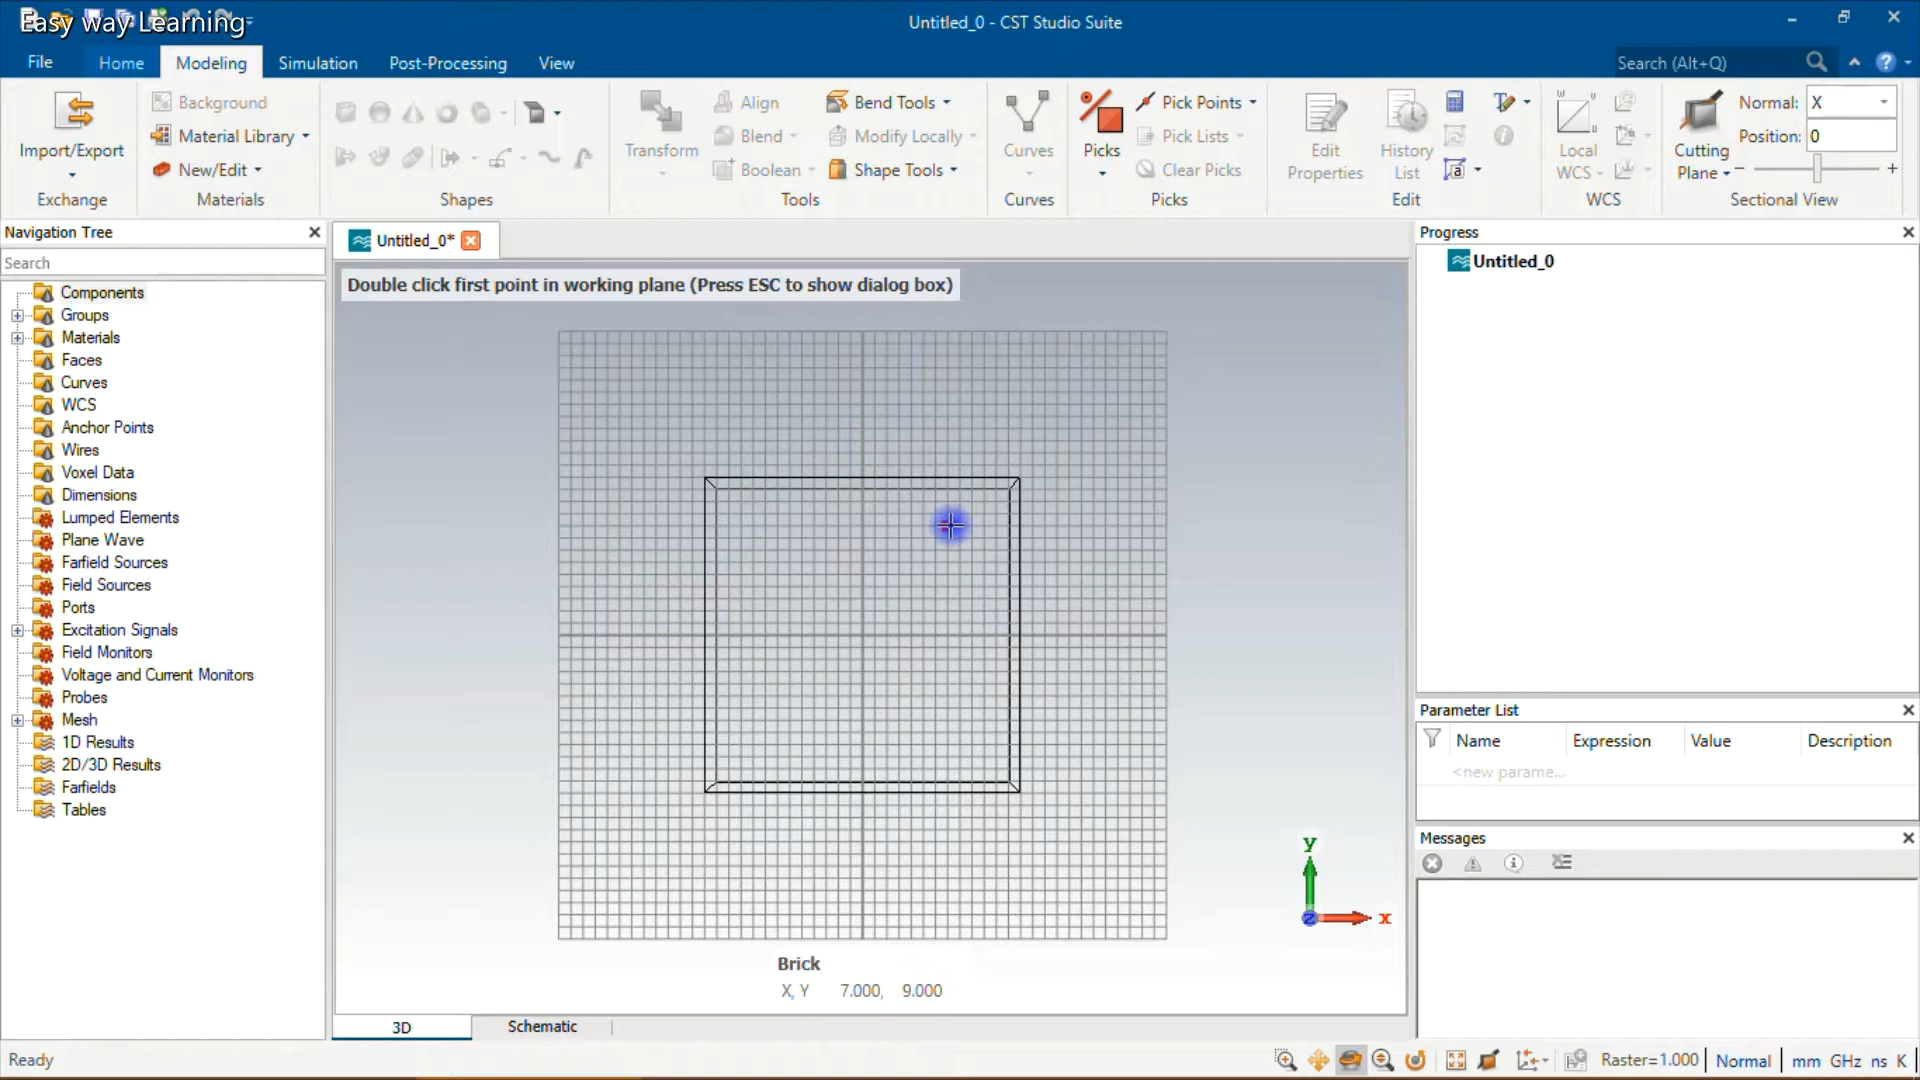 Easy way Learning
Untitled_0 - CST Studio Suite
File
Home
Modeling
Simulation
Post-Processing
View
Search (Alt+Q)
Import/Export
Exchange
Background
Material Library
New/Edit
Materials
Shapes
Transform
Align
Blend
Boolean
Bend Tools
Modify Locally
Shape Tools
Tools
Curves
Curves
Picks
Pick Points
Pick Lists
Clear Picks
Picks
Edit
Properties
History
List
Edit
Local
WCS
WCS
Cutting
Plane
Normal: X
Position: 0
Sectional View
Navigation Tree
Search
Components
Groups
Materials
Faces
Curves
WCS
Anchor Points
Wires
Voxel Data
Dimensions
Lumped Elements
Plane Wave
Farfield Sources
Field Sources
Ports
Excitation Signals
Field Monitors
Voltage and Current Monitors
Probes
Mesh
1D Results
2D/3D Results
Farfields
Tables
Untitled_0*
Double click first point in working plane (Press ESC to show dialog box)
y
z
x
Brick
X, Y 7.000, 9.000
3D
Schematic
Progress
Untitled_0
Parameter List
Name Expression Value Description
<new parame...
Messages
Ready
Raster=1.000 Normal mm GHz ns K